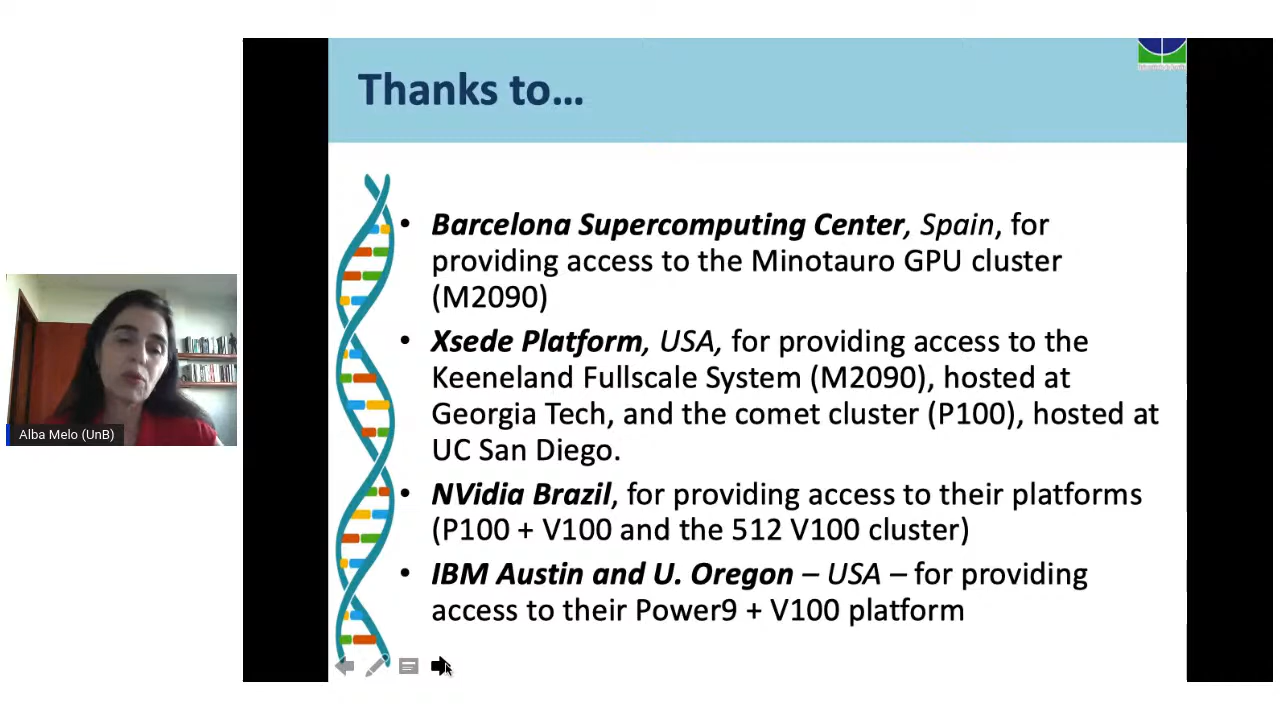 Thanks to…
• Barcelona Supercomputing Center, Spain, for
providing access to the Minotauro GPU cluster
(M2090)
• Xsede Platform, USA, for providing access to the
Keeneland Fullscale System (M2090), hosted at
Georgia Tech, and the comet cluster (P100), hosted at
UC San Diego.
• NVidia Brazil, for providing access to their platforms
(P100 + V100 and the 512 V100 cluster)
• IBM Austin and U. Oregon – USA – for providing
access to their Power9 + V100 platform
Alba Melo (UnB)